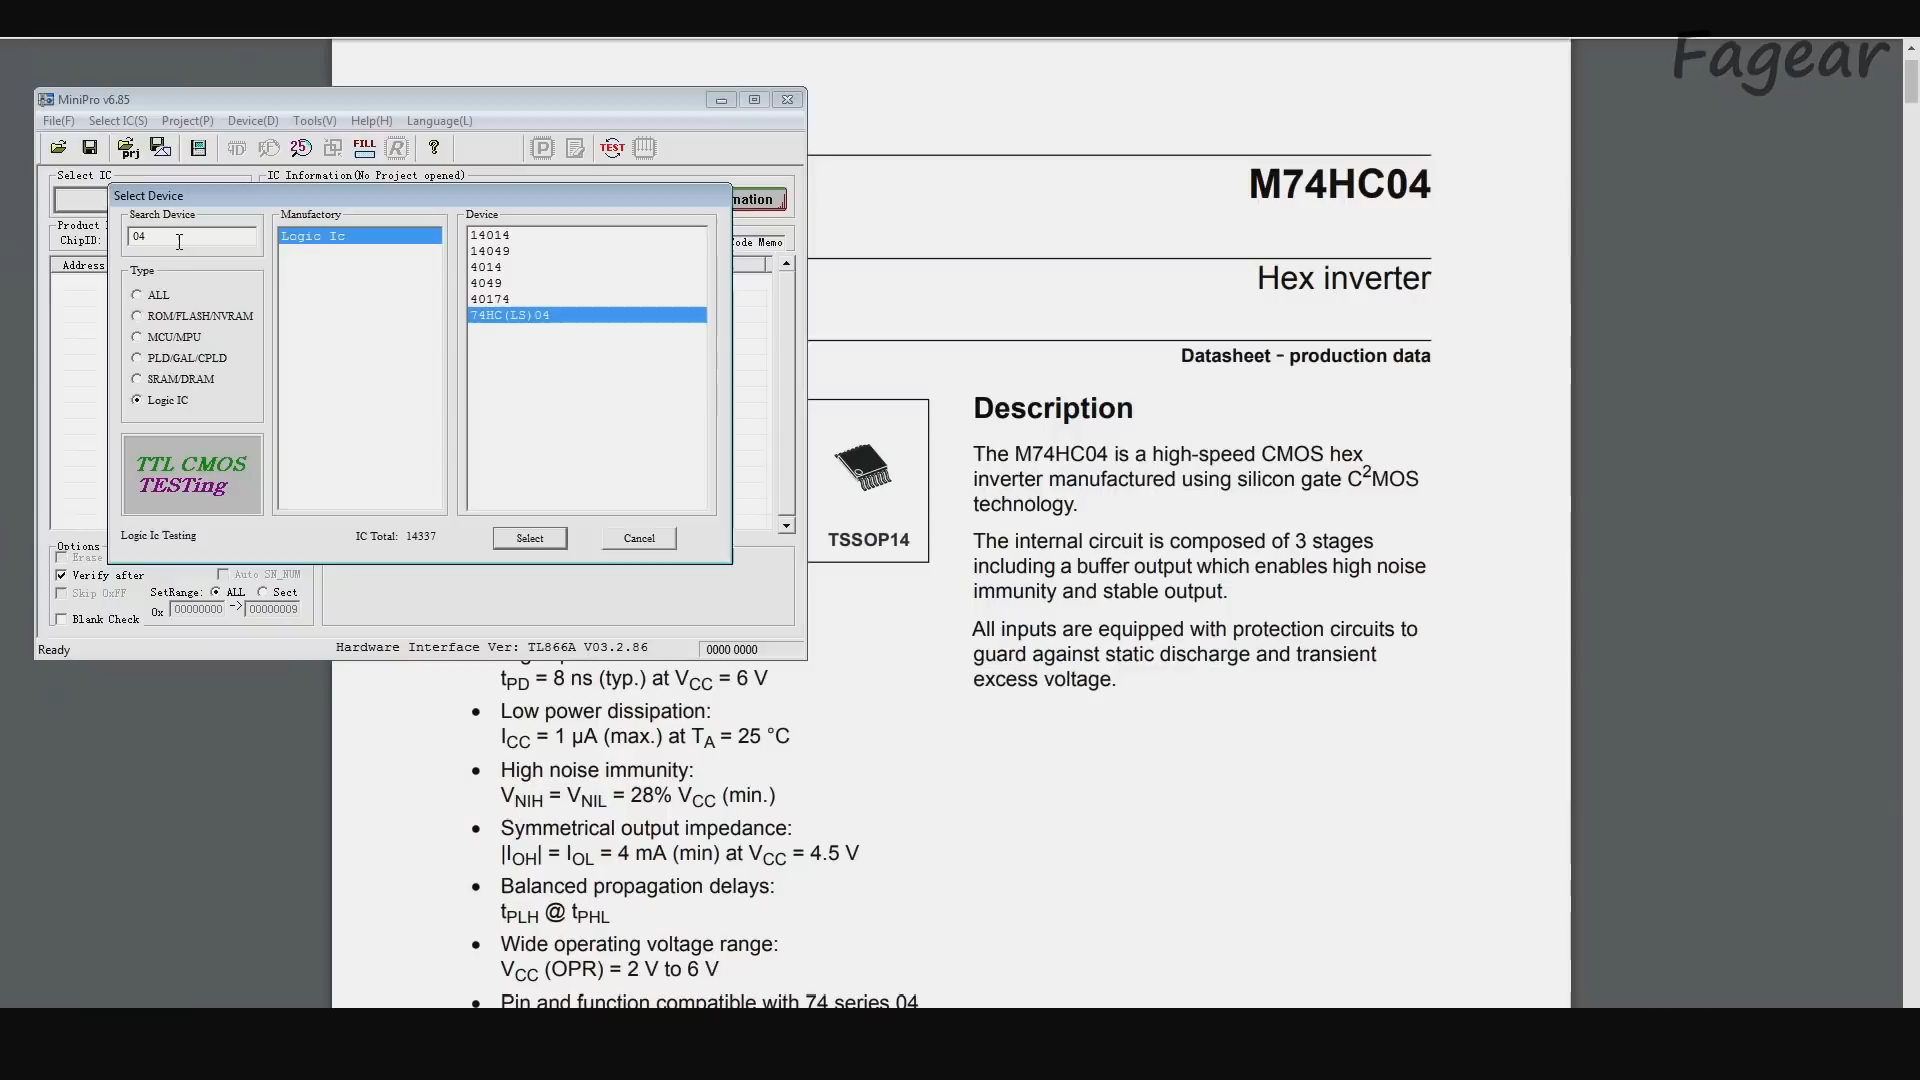 Fagear
MiniPro v6.85
File(F) Select IC(S) Project(P) Device(D) Tools(V) Help(H) Language(L)
prj 25 FILL R ? P TEST
Select IC
IC Information(No Project opened)
mation
Product
ChipID:
ode Memo
Address
Select Device
Search Device
04
Type
ALL
ROM/FLASH/NVRAM
MCU/MPU
PLD/GAL/CPLD
SRAM/DRAM
Logic IC
TTL CMOS
TESTing
Manufactory
Logic Ic
Device
14014
14049
4014
4049
40174
74HC(LS)04
Logic Ic Testing
IC Total: 14337
Select
Cancel
Options
Erase
Verify after
Auto SN_NUM
Skip 0xFF
SetRange: ALL Sect
Blank Check
0x 00000000 -> 00000009
Ready
Hardware Interface Ver: TL866A V03.2.86
0000 0000
M74HC04
Hex inverter
Datasheet - production data
TSSOP14
Description
The M74HC04 is a high-speed CMOS hex
inverter manufactured using silicon gate C²MOS
technology.
The internal circuit is composed of 3 stages
including a buffer output which enables high noise
immunity and stable output.
All inputs are equipped with protection circuits to
guard against static discharge and transient
excess voltage.
tPD = 8 ns (typ.) at VCC = 6 V
• Low power dissipation:
ICC = 1 μA (max.) at TA = 25 °C
• High noise immunity:
VNIH = VNIL = 28% VCC (min.)
• Symmetrical output impedance:
|IOH| = IOL = 4 mA (min) at VCC = 4.5 V
• Balanced propagation delays:
tPLH @ tPHL
• Wide operating voltage range:
VCC (OPR) = 2 V to 6 V
• Pin and function compatible with 74 series 04